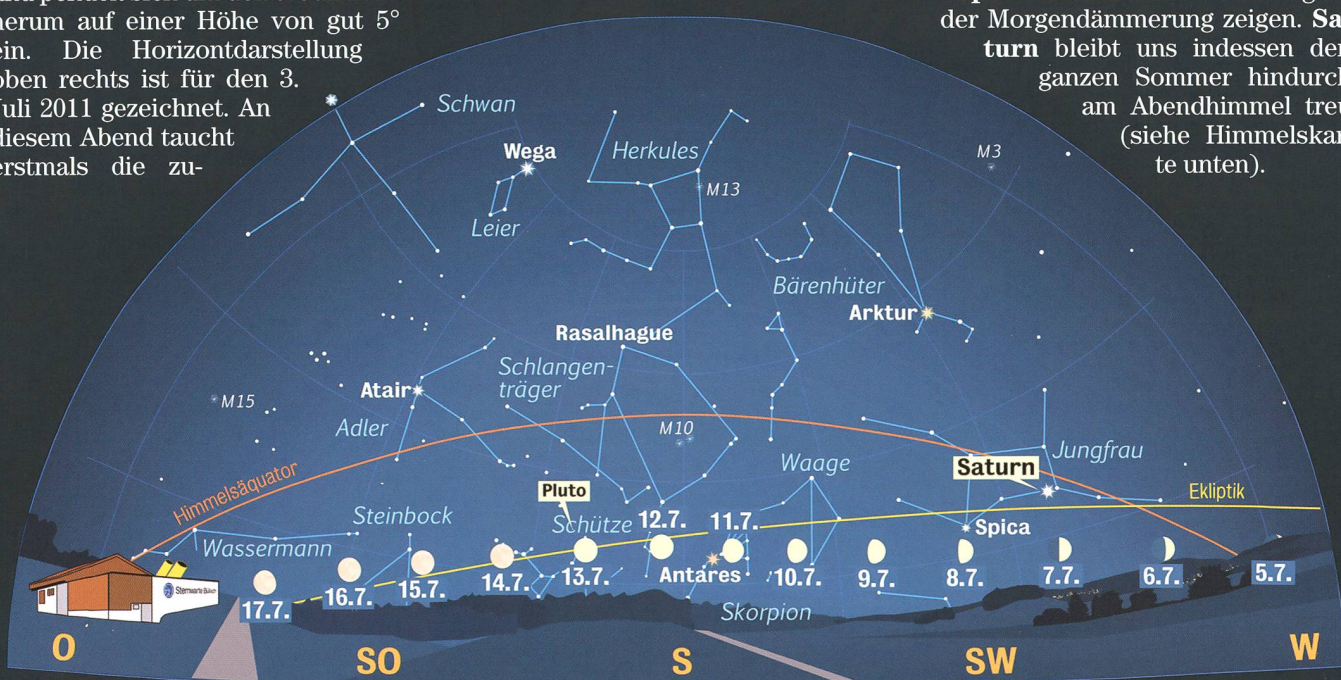 nerum auf einer Höhe von gut 5°
ein. Die Horizontdarstellung
oben rechts ist für den 3.
Juli 2011 gezeichnet. An
diesem Abend taucht
erstmals die zu-
der Morgendämmerung zeigen. Sa-
turn bleibt uns indessen den
ganzen Sommer hindurch
am Abendhimmel treu
(siehe Himmelskar-
te unten).
Schwan
Wega
Herkules
M3
M13
Leier
Bärenhüter
Arktur
Rasalhague
Schlangen-
träger
Atair
M15
Adler
M10
Jungfrau
Waage
Saturn
Himmelsäquator
Pluto
Ekliptik
Steinbock
Schütze
12.7.
11.7.
Spica
Wassermann
Antares
17.7.
16.7.
15.7.
14.7.
13.7.
10.7.
9.7.
8.7.
7.7.
6.7.
5.7.
Sternwarte Bülach
Skorpion
O
SO
S
SW
W